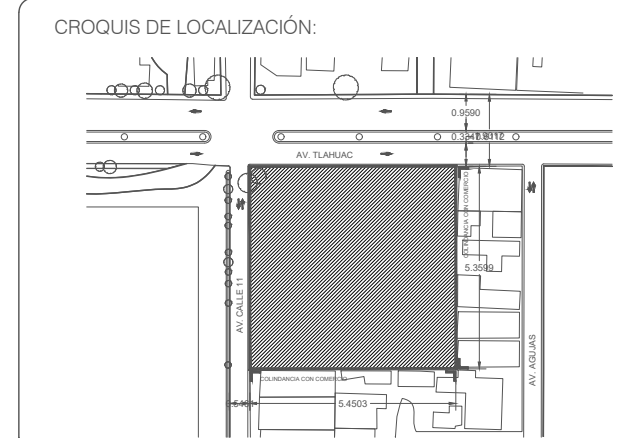 CROQUIS DE LOCALIZACIÓN:
0.9590
AV. TLAHUAC
COLINDANCIA CON COMERCIO
5.3599
AV. CALLE 11
AV. AGUJAS
COLINDANCIA CON COMERCIO
5.4503